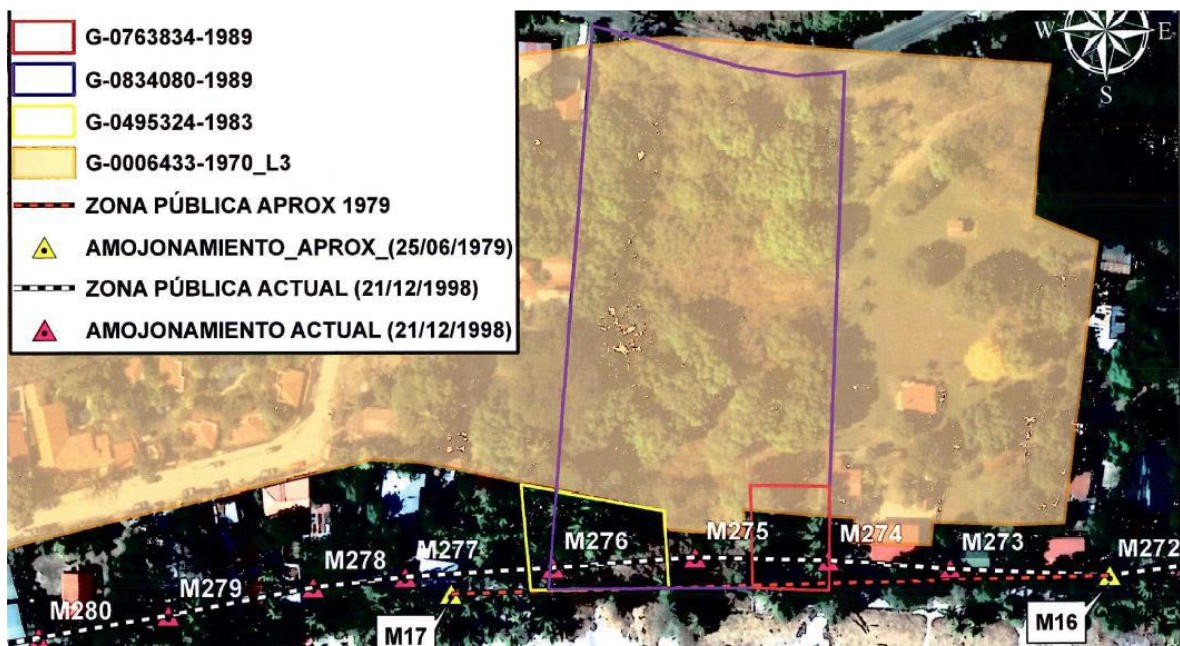 G-0763834-1989
G-0834080-1989
G-0495324-1983
G-0006433-1970_L3
ZONA PÚBLICA APROX 1979
AMOJONAMIENTO_APROX_(25/06/1979)
ZONA PÚBLICA ACTUAL (21/12/1998)
AMOJONAMIENTO ACTUAL (21/12/1998)
W E
S
M280 M279 M278 M277 M276 M275 M274 M273 M272
M17 M16